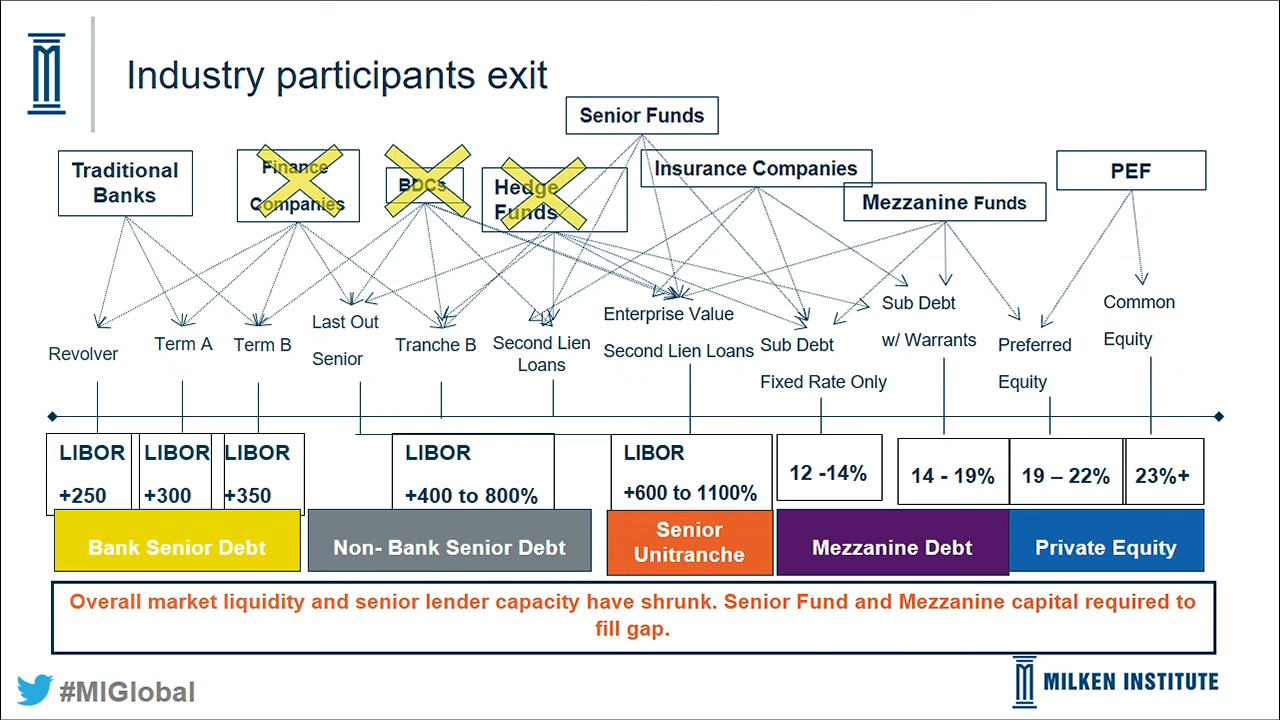 Industry participants exit
Senior Funds
Traditional
Banks
Finance
Companies
BDCs
Hedge
Funds
Insurance Companies
Mezzanine Funds
PEF
Revolver
Term A
Term B
Last Out
Senior
Tranche B
Second Lien
Loans
Enterprise Value
Second Lien Loans
Sub Debt
Fixed Rate Only
Sub Debt
w/ Warrants
Preferred
Equity
Common
Equity
LIBOR
+250
LIBOR
+300
LIBOR
+350
LIBOR
+400 to 800%
LIBOR
+600 to 1100%
12 -14%
14 - 19%
19 – 22%
23%+
Bank Senior Debt
Non- Bank Senior Debt
Senior
Unitranche
Mezzanine Debt
Private Equity
Overall market liquidity and senior lender capacity have shrunk. Senior Fund and Mezzanine capital required to
fill gap.
#MIGlobal
MILKEN INSTITUTE